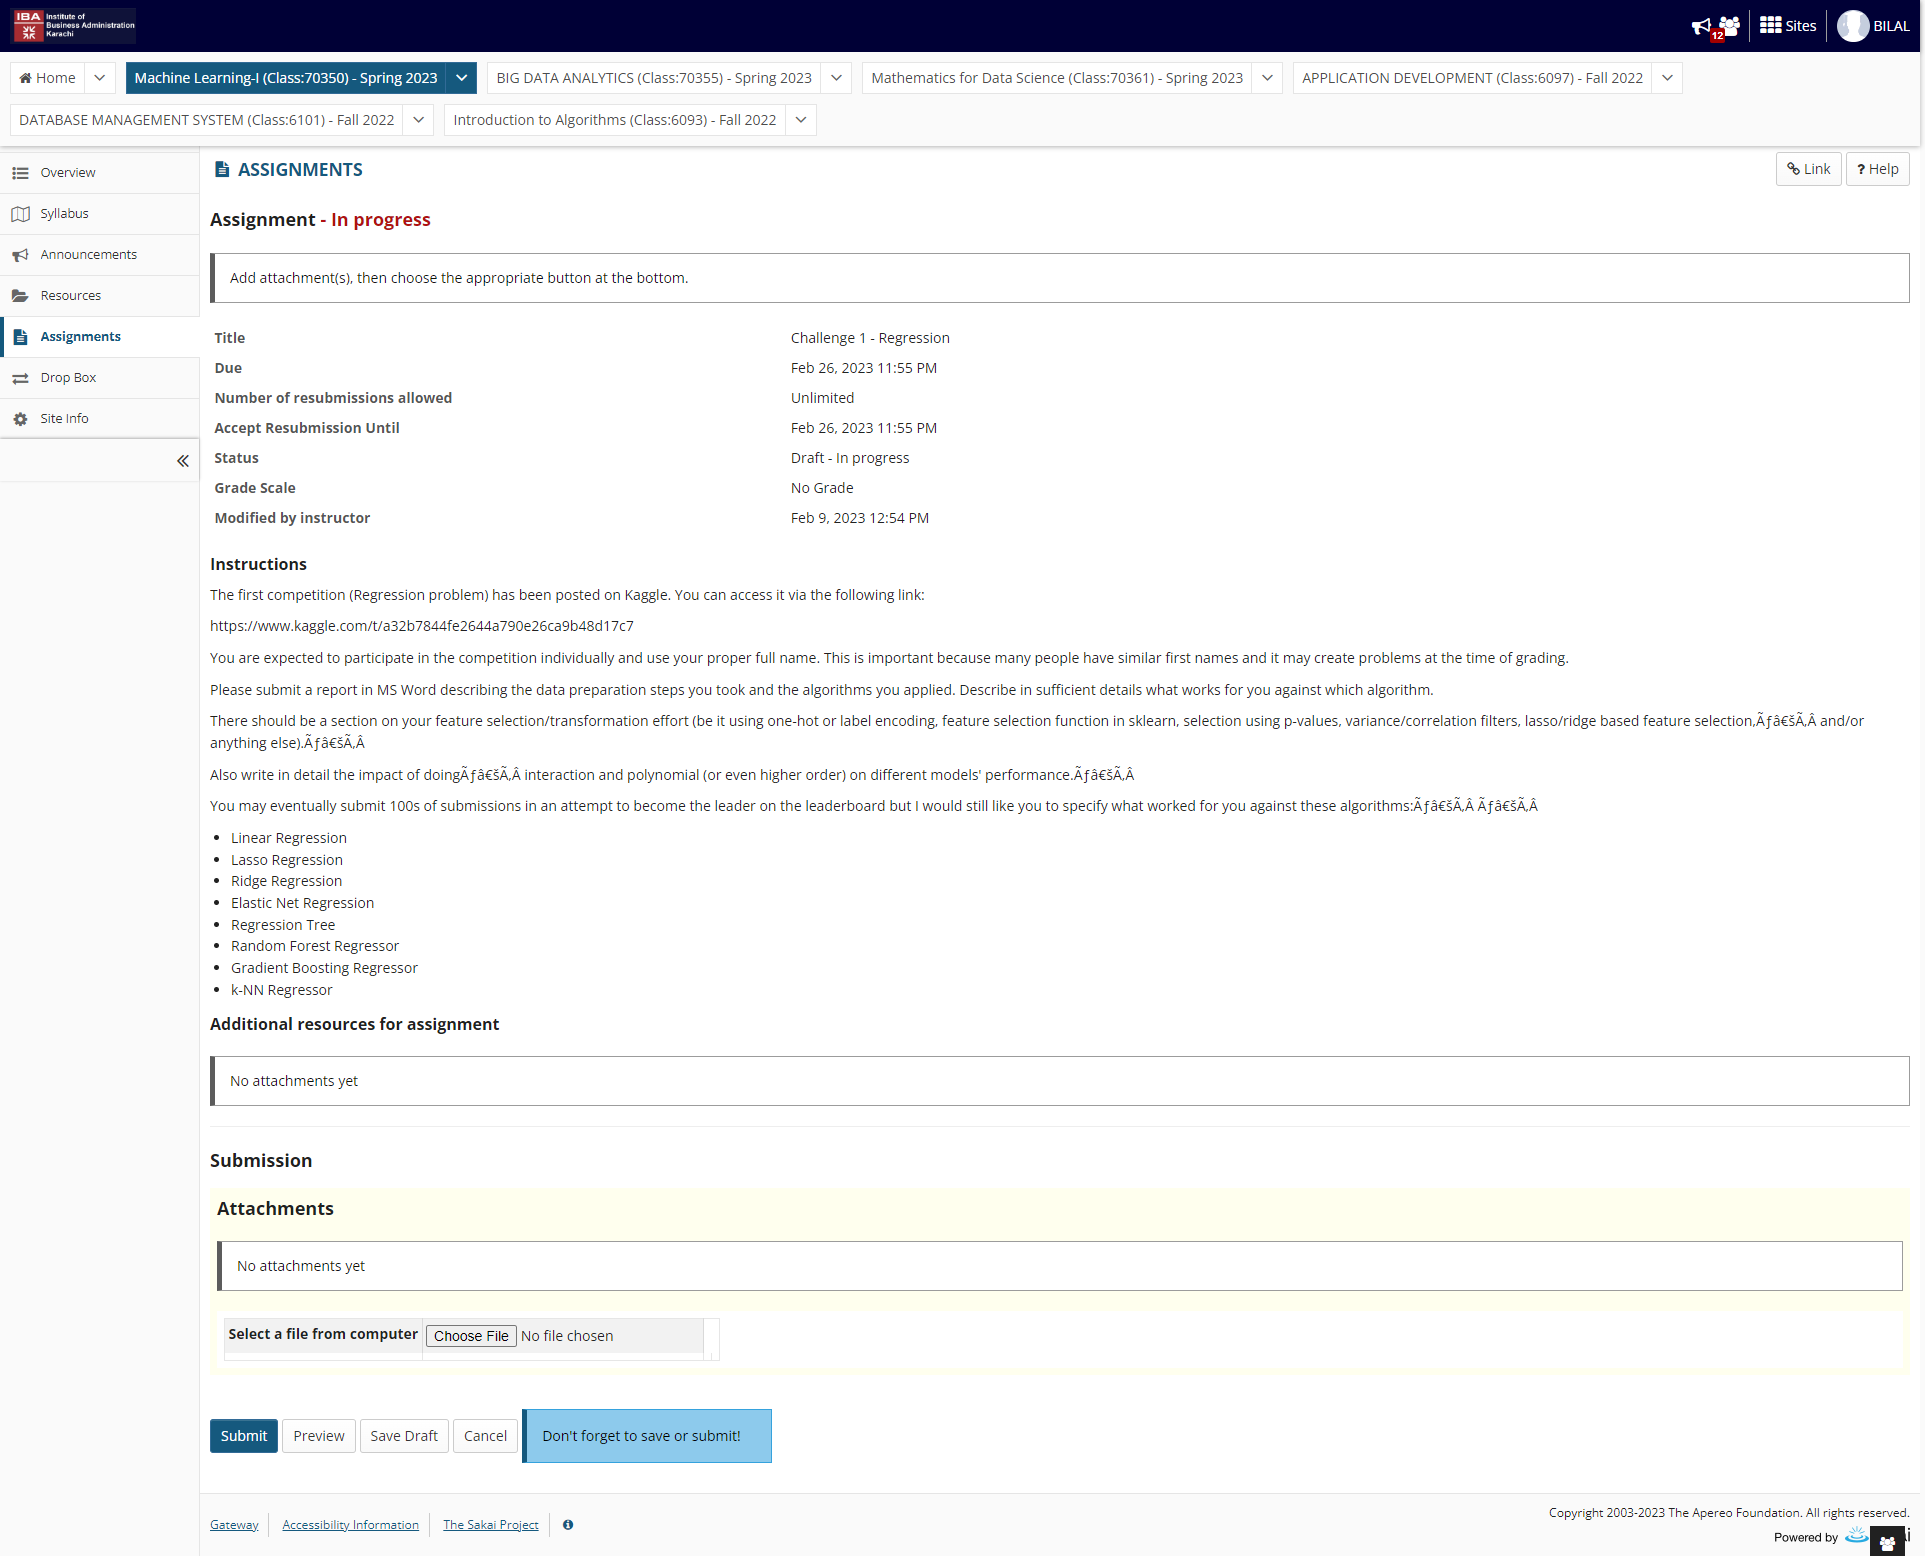 IBA
Institute of
Business Administration
Karachi
12
Sites
BILAL
Home
Machine Learning-I (Class:70350) - Spring 2023
BIG DATA ANALYTICS (Class:70355) - Spring 2023
Mathematics for Data Science (Class:70361) - Spring 2023
APPLICATION DEVELOPMENT (Class:6097) - Fall 2022
DATABASE MANAGEMENT SYSTEM (Class:6101) - Fall 2022
Introduction to Algorithms (Class:6093) - Fall 2022
Overview
Syllabus
Announcements
Resources
Assignments
Drop Box
Site Info
ASSIGNMENTS
Link
? Help
Assignment - In progress
Add attachment(s), then choose the appropriate button at the bottom.
Title Challenge 1 - Regression
Due Feb 26, 2023 11:55 PM
Number of resubmissions allowed Unlimited
Accept Resubmission Until Feb 26, 2023 11:55 PM
Status Draft - In progress
Grade Scale No Grade
Modified by instructor Feb 9, 2023 12:54 PM
Instructions
The first competition (Regression problem) has been posted on Kaggle. You can access it via the following link:
https://www.kaggle.com/t/a32b7844fe2644a790e26ca9b48d17c7
You are expected to participate in the competition individually and use your proper full name. This is important because many people have similar first names and it may create problems at the time of grading.
Please submit a report in MS Word describing the data preparation steps you took and the algorithms you applied. Describe in sufficient details what works for you against which algorithm.
There should be a section on your feature selection/transformation effort (be it using one-hot or label encoding, feature selection function in sklearn, selection using p-values, variance/correlation filters, lasso/ridge based feature selection,Ãƒâ€šÃ‚Â and/or
anything else).Ãƒâ€šÃ‚Â
Also write in detail the impact of doingÃƒâ€šÃ‚Â interaction and polynomial (or even higher order) on different models' performance.Ãƒâ€šÃ‚Â
You may eventually submit 100s of submissions in an attempt to become the leader on the leaderboard but I would still like you to specify what worked for you against these algorithms:Ãƒâ€šÃ‚Â Ãƒâ€šÃ‚Â
• Linear Regression
• Lasso Regression
• Ridge Regression
• Elastic Net Regression
• Regression Tree
• Random Forest Regressor
• Gradient Boosting Regressor
• k-NN Regressor
Additional resources for assignment
No attachments yet
Submission
Attachments
No attachments yet
Select a file from computer Choose File No file chosen
Submit
Preview
Save Draft
Cancel
Don't forget to save or submit!
Gateway
Accessibility Information
The Sakai Project
Copyright 2003-2023 The Apereo Foundation. All rights reserved.
Powered by